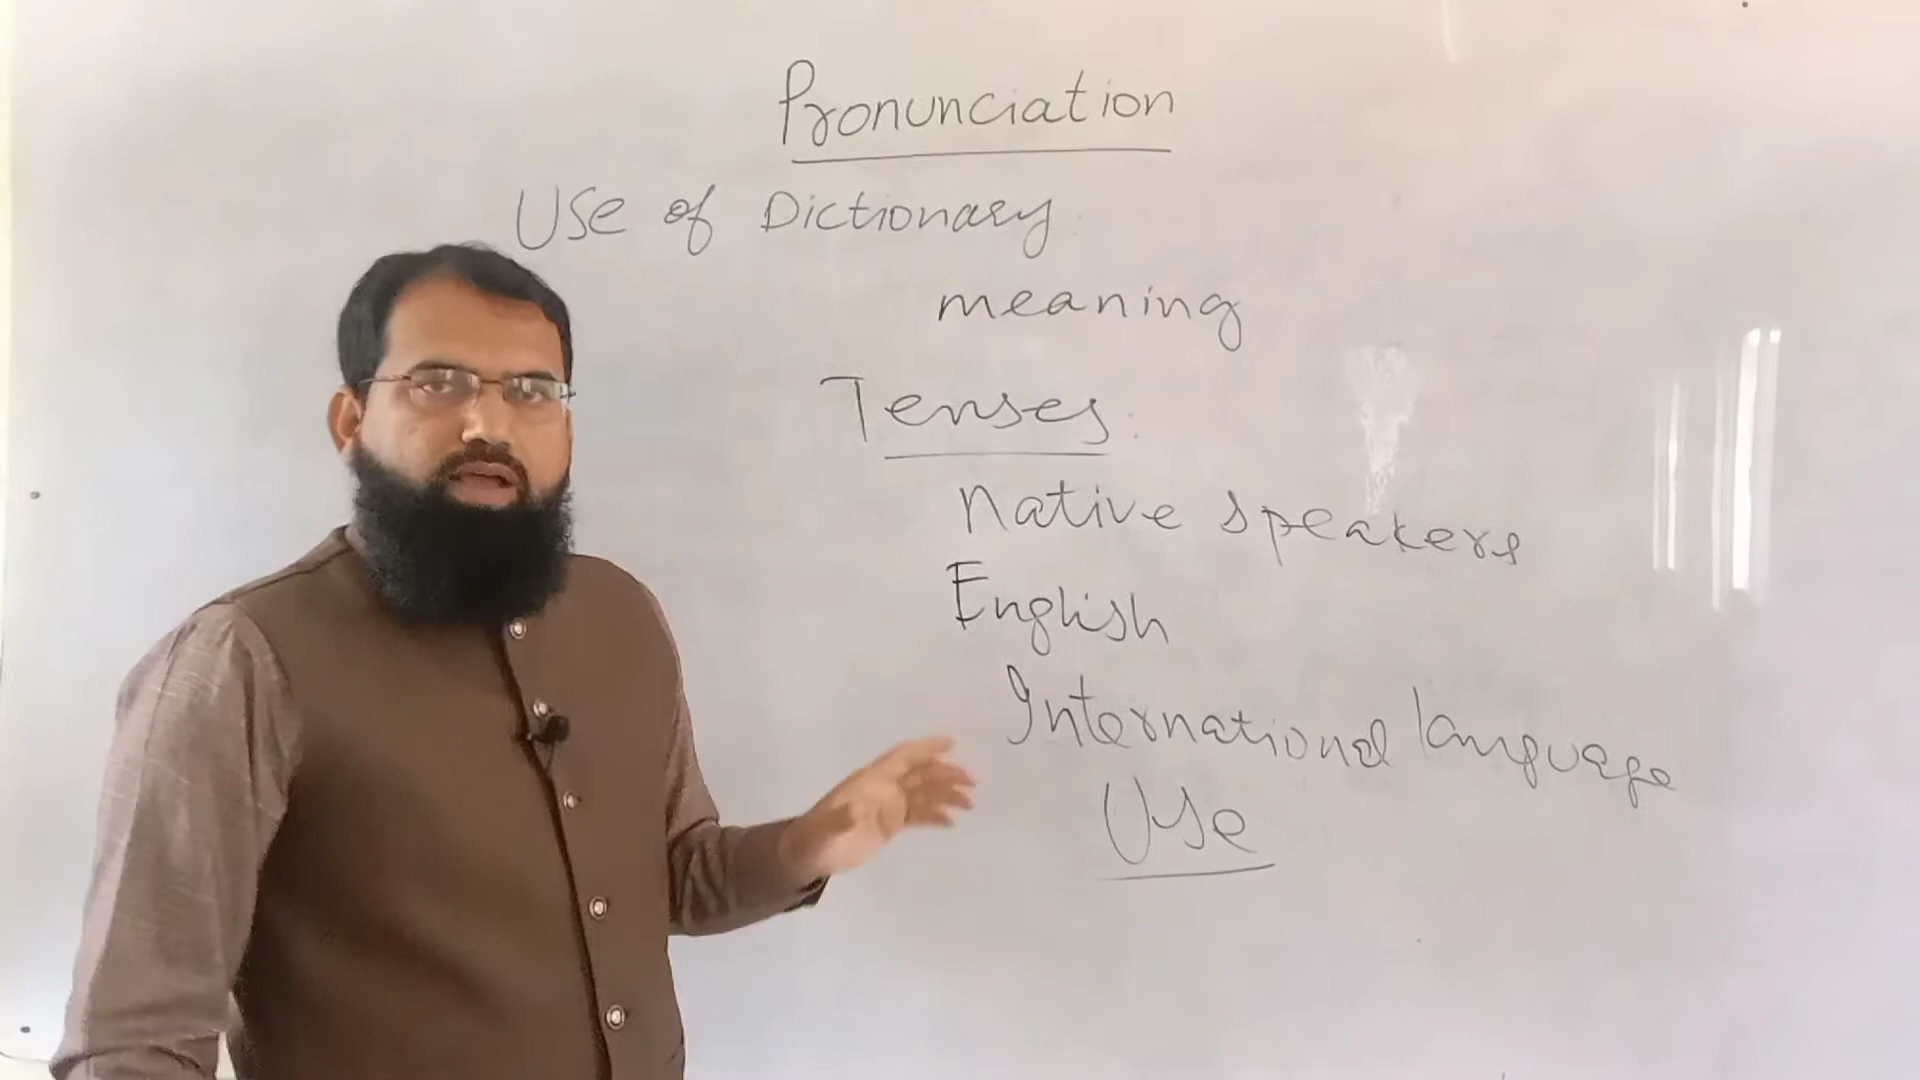 Pronunciation
Use of Dictionary
meaning
Tenses
Native speakers
English
International language
Use